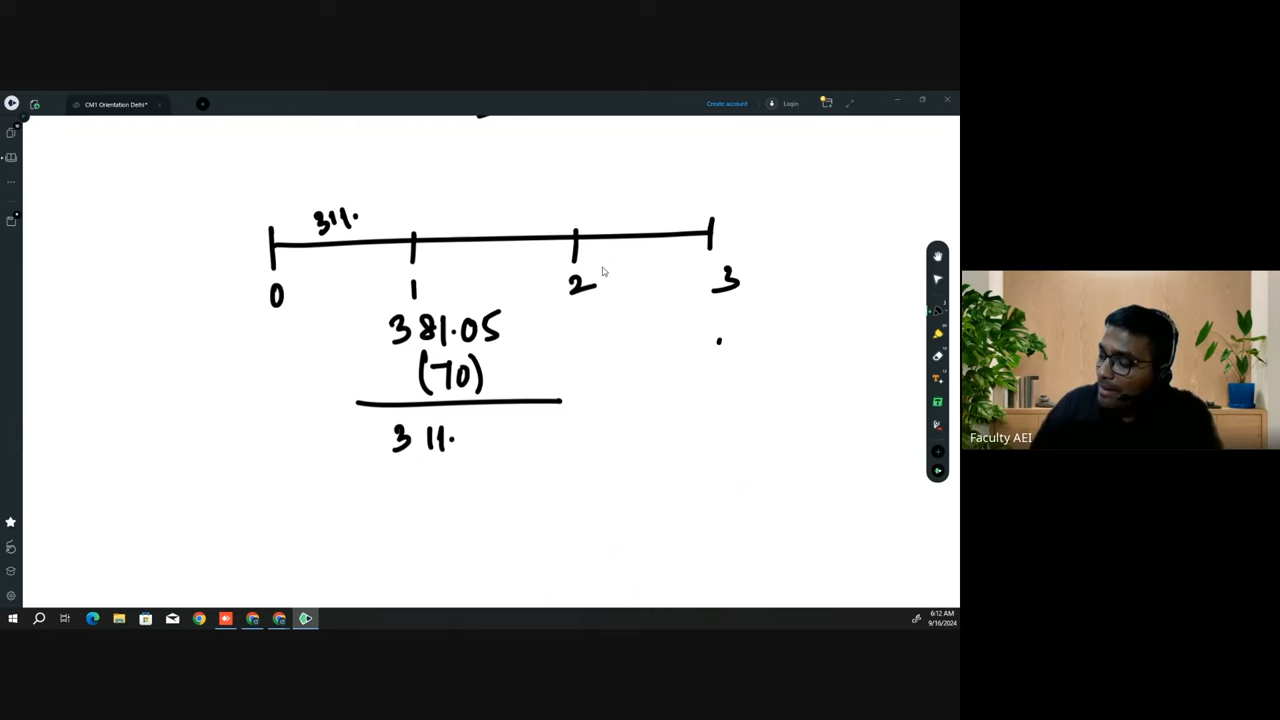 CM1 Orientation Delhi*
Create account
Login
311.
0
1
2
3
381.05
(70)
311.
Faculty AEI
6:12 AM
9/16/2024